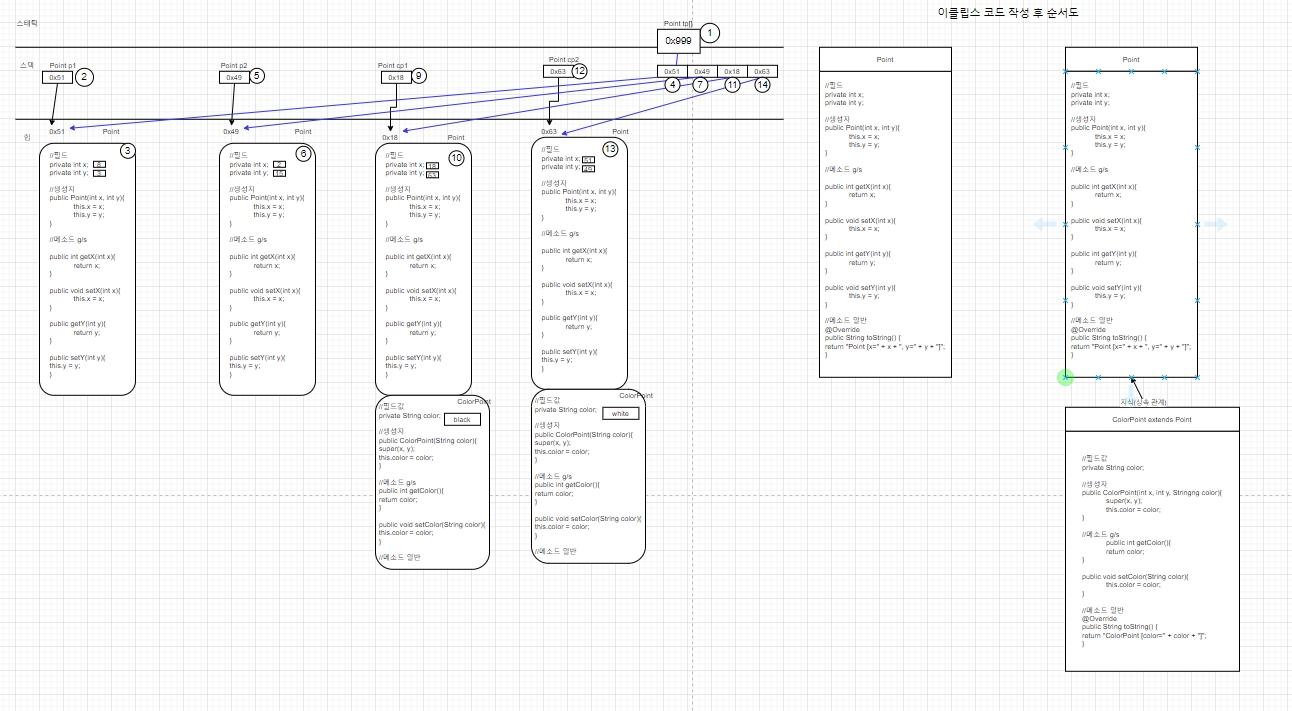 이클립스 코드 작성 후 순서도
스태틱
Point tp[]
0x999
1
스택
Point p1
0x51
2
Point p2
0x49
5
Point cp1
0x18
9
Point cp2
0x63
12
0x51
0x49
0x18
0x63
4
7
11
14
힙
0x51
Point
3
//필드
private int x;
private int y;
//생성자
public Point(int x, int y){
this.x = x;
this.y = y;
}
//메소드 g/s
public int getX(int x){
return x;
}
public void setX(int x){
this.x = x;
}
public getY(int y){
return y;
}
public setY(int y){
this.y = y;
}
0x49
Point
6
//필드
private int x;
private int y;
//생성자
public Point(int x, int y){
this.x = x;
this.y = y;
}
//메소드 g/s
public int getX(int x){
return x;
}
public void setX(int x){
this.x = x;
}
public getY(int y){
return y;
}
public setY(int y){
this.y = y;
}
0x18
Point
10
//필드
private int x; 18
private int y; 63
//생성자
public Point(int x, int y){
this.x = x;
this.y = y;
}
//메소드 g/s
public int getX(int x){
return x;
}
public void setX(int x){
this.x = x;
}
public getY(int y){
return y;
}
public setY(int y){
this.y = y;
}
ColorPoint
//필드값
private String color;
black
//생성자
public ColorPoint(String color){
super(x, y);
this.color = color;
}
//메소드 g/s
public int getColor(){
return color;
}
public void setColor(String color){
this.color = color;
}
//메소드 일반
0x63
Point
13
//필드
private int x; 51
private int y; 49
//생성자
public Point(int x, int y){
this.x = x;
this.y = y;
}
//메소드 g/s
public int getX(int x){
return x;
}
public void setX(int x){
this.x = x;
}
public getY(int y){
return y;
}
public setY(int y){
this.y = y;
}
ColorPoint
//필드값
private String color;
white
//생성자
public ColorPoint(String color){
super(x, y);
this.color = color;
}
//메소드 g/s
public int getColor(){
return color;
}
public void setColor(String color){
this.color = color;
}
//메소드 일반
Point
//필드
private int x;
private int y;
//생성자
public Point(int x, int y){
this.x = x;
this.y = y;
}
//메소드 g/s
public int getX(int x){
return x;
}
public void setX(int x){
this.x = x;
}
public getY(int y){
return y;
}
public void setY(int y){
this.y = y;
}
//메소드 일반
@Override
public String toString() {
return "Point [x=" + x + ", y=" + y + "]";
}
Point
//필드
private int x;
private int y;
//생성자
public Point(int x, int y){
this.x = x;
this.y = y;
}
//메소드 g/s
public int getX(int x){
return x;
}
public void setX(int x){
this.x = x;
}
public getY(int y){
return y;
}
public void setY(int y){
this.y = y;
}
//메소드 일반
@Override
public String toString() {
return "Point [x=" + x + ", y=" + y + "]";
}
자식(상속 관계)
ColorPoint extends Point
//필드값
private String color;
//생성자
public ColorPoint(int x, int y, Stringng color){
super(x, y);
this.color = color;
}
//메소드 g/s
public int getColor(){
return color;
}
public void setColor(String color){
this.color = color;
}
//메소드 일반
@Override
public String toString() {
return "ColorPoint [color=" + color + "]";
}